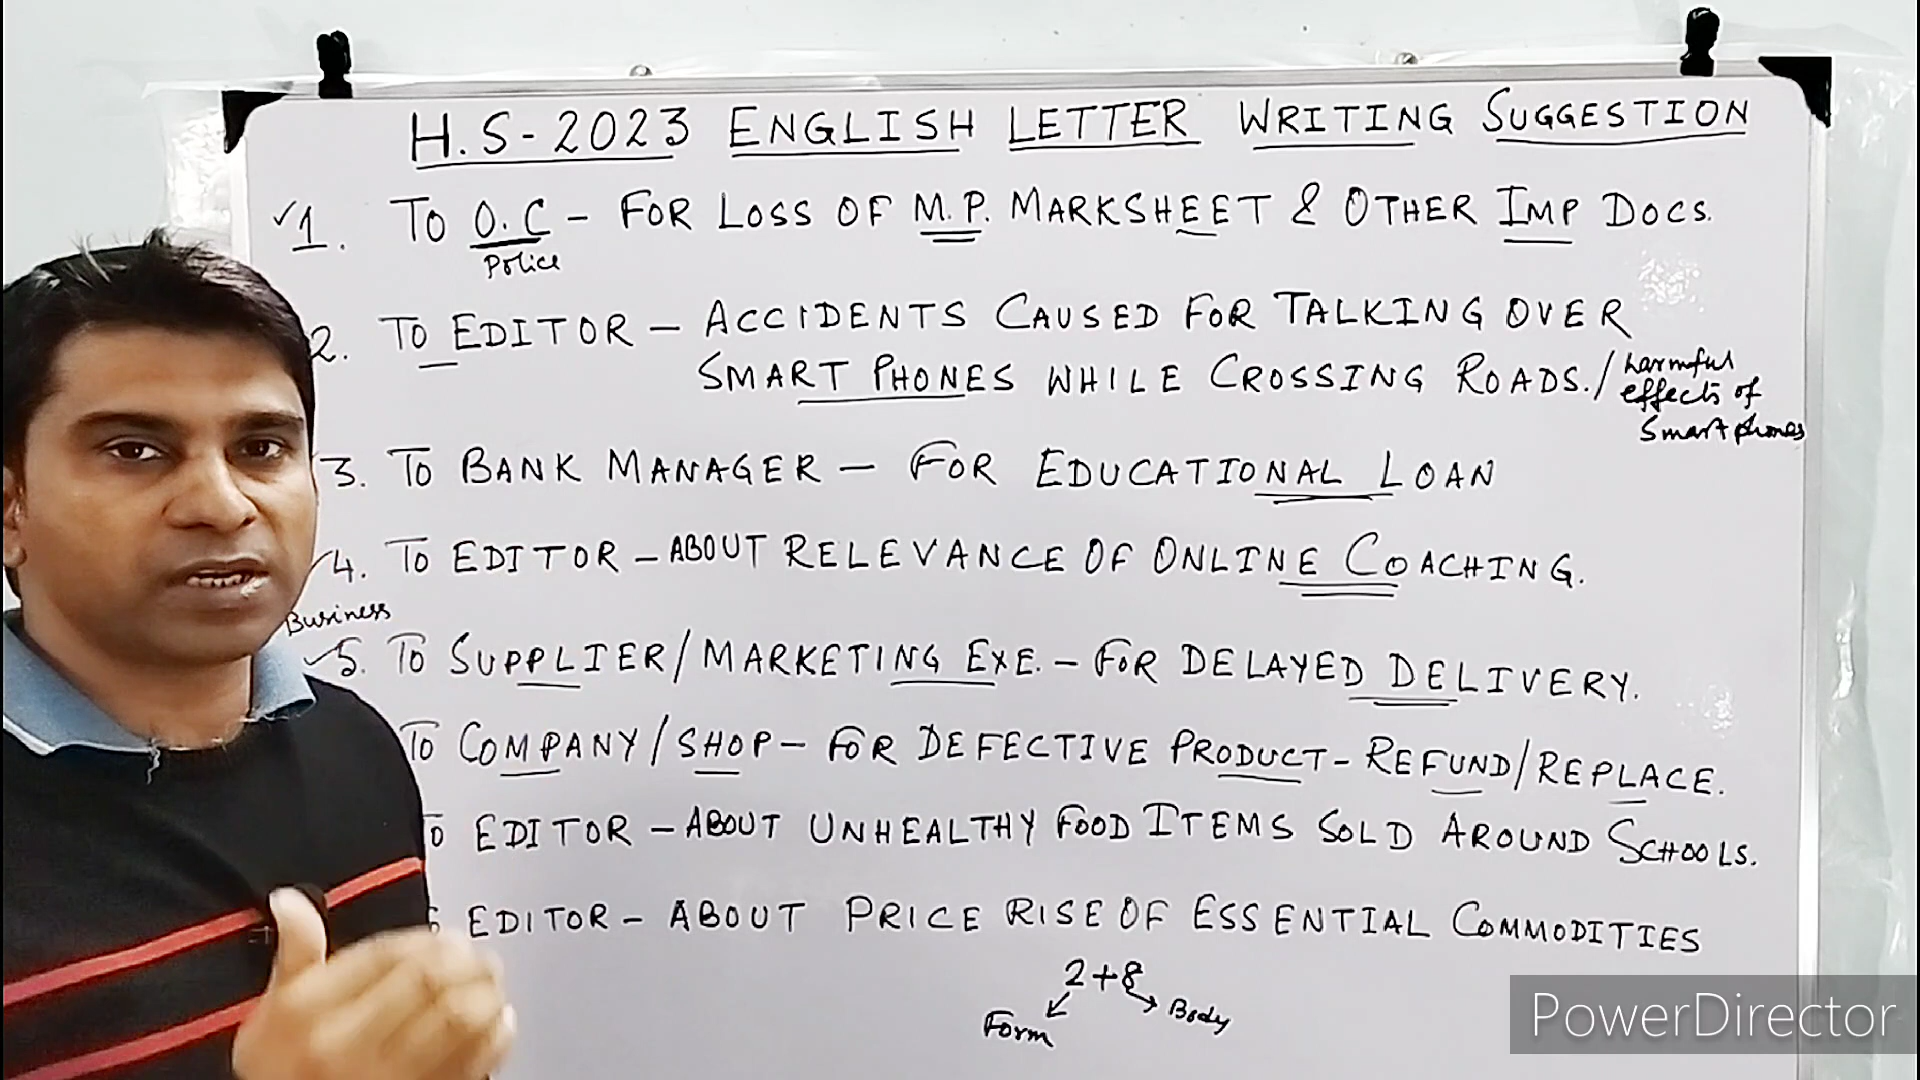 H.S-2023 ENGLISH LETTER WRITING SUGGESTION
✓1. TO O.C - FOR LOSS OF M.P. MARKSHEET & OTHER IMP DOCS.
Police
2. TO EDITOR - ACCIDENTS CAUSED FOR TALKING OVER
SMART PHONES WHILE CROSSING ROADS./ harmful
effects of
Smart phones
3. TO BANK MANAGER - FOR EDUCATIONAL LOAN
✓4. TO EDITOR - ABOUT RELEVANCE OF ONLINE COACHING.
Business
✓5. TO SUPPLIER/MARKETING EXE. - FOR DELAYED DELIVERY.
TO COMPANY/SHOP - FOR DEFECTIVE PRODUCT - REFUND/REPLACE.
TO EDITOR - ABOUT UNHEALTHY FOOD ITEMS SOLD AROUND SCHOOLS.
EDITOR - ABOUT PRICE RISE OF ESSENTIAL COMMODITIES
2+8
Form
Body
PowerDirector